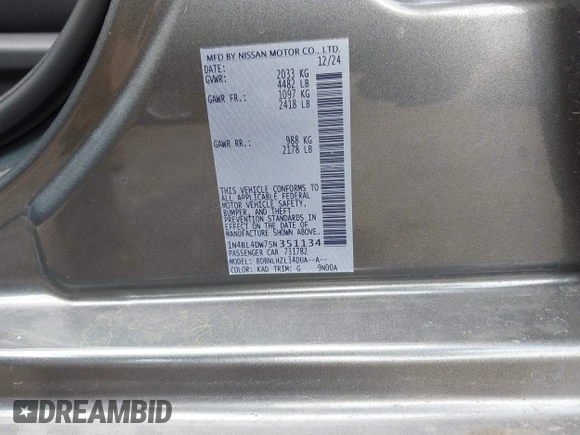 MFD BY NISSAN MOTOR CO., LTD.
DATE: 12/24
GVWR: 2033 KG
4482 LB
GAWR FR.: 1097 KG
2418 LB
GAWR RR.: 988 KG
2178 LB
THIS VEHICLE CONFORMS TO
ALL APPLICABLE FEDERAL
MOTOR VEHICLE SAFETY,
BUMPER, AND THEFT
PREVENTION STANDARDS IN
EFFECT ON THE DATE OF
MANUFACTURE SHOWN ABOVE.
1N4BL4DW7SN351134
PASSENGER CAR 731782
MODEL: BDBNLHZL34DUA--A--
COLOR: KAD TRIM: G 9N00A
DREAMBID